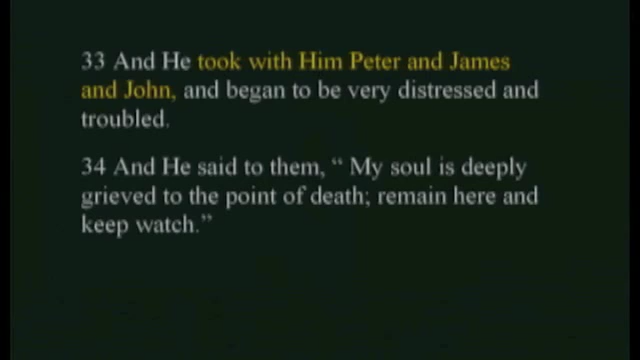 33 And He took with Him Peter and James
and John, and began to be very distressed and
troubled.
34 And He said to them, “ My soul is deeply
grieved to the point of death; remain here and
keep watch.”